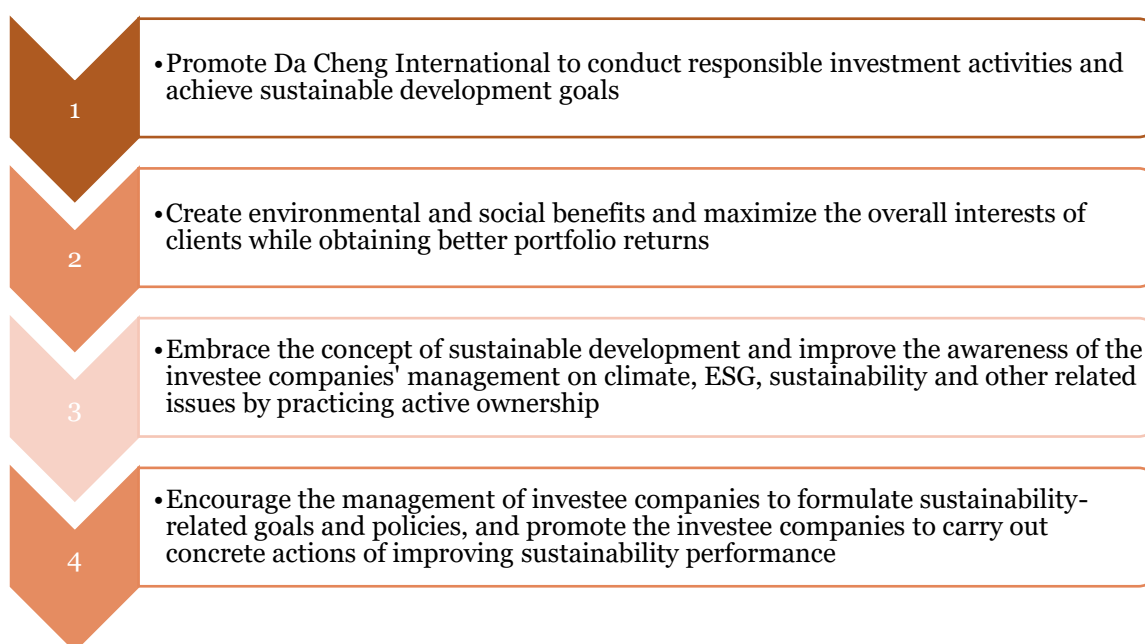 1
•Promote Da Cheng International to conduct responsible investment activities and
achieve sustainable development goals
2
•Create environmental and social benefits and maximize the overall interests of
clients while obtaining better portfolio returns
3
•Embrace the concept of sustainable development and improve the awareness of the
investee companies' management on climate, ESG, sustainability and other related
issues by practicing active ownership
4
•Encourage the management of investee companies to formulate sustainability-
related goals and policies, and promote the investee companies to carry out
concrete actions of improving sustainability performance